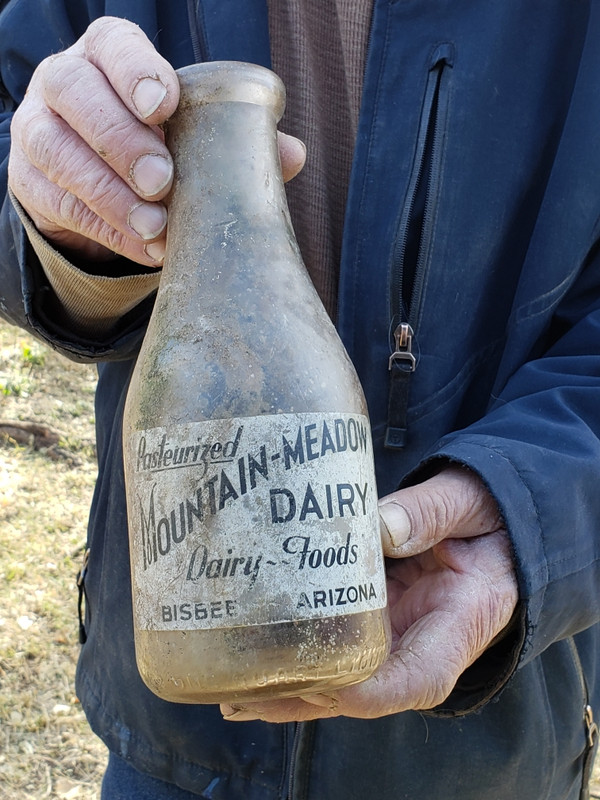 Pasteurized
MOUNTAIN-MEADOW
DAIRY
Dairy-Foods
BISBEE ARIZONA